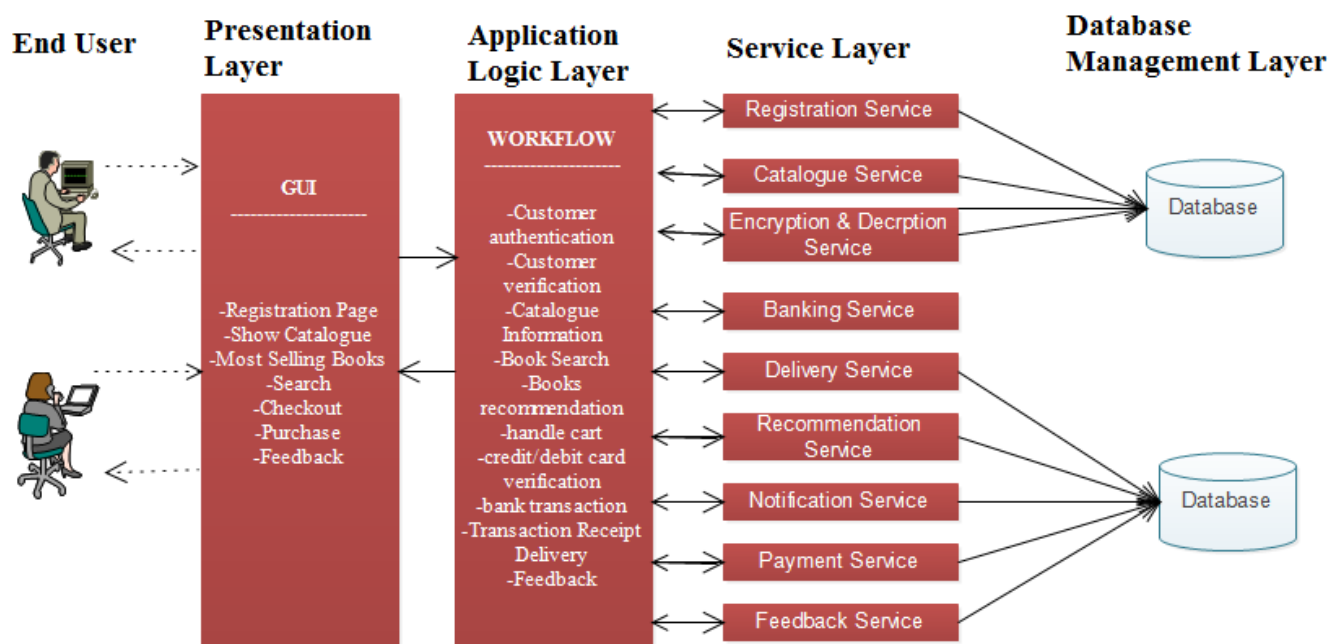 End User
Presentation
Layer
Application
Logic Layer
Service Layer
Database
Management Layer
GUI
-----------------------
-Registration Page
-Show Catalogue
-Most Selling Books
-Search
-Checkout
-Purchase
-Feedback
WORKFLOW
-----------------------
-Customer
authentication
-Customer
verification
-Catalogue
Information
-Book Search
-Books
recommendation
-handle cart
-credit/debit card
verification
-bank transaction
-Transaction Receipt
Delivery
-Feedback
Registration Service
Catalogue Service
Encryption & Decrption
Service
Banking Service
Delivery Service
Recommendation
Service
Notification Service
Payment Service
Feedback Service
Database
Database